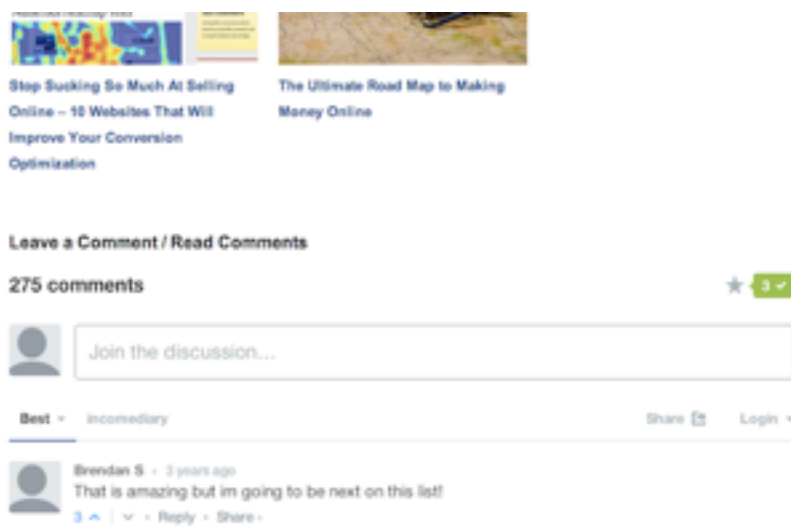 Stop Sucking So Much At Selling
Online – 10 Websites That Will
Improve Your Conversion
Optimization
The Ultimate Road Map to Making
Money Online
Leave a Comment / Read Comments
275 comments
3
Join the discussion...
Best
incomediary
Share
Login
Brendan S · 3 years ago
That is amazing but im going to be next on this list!
3
Reply · Share ›